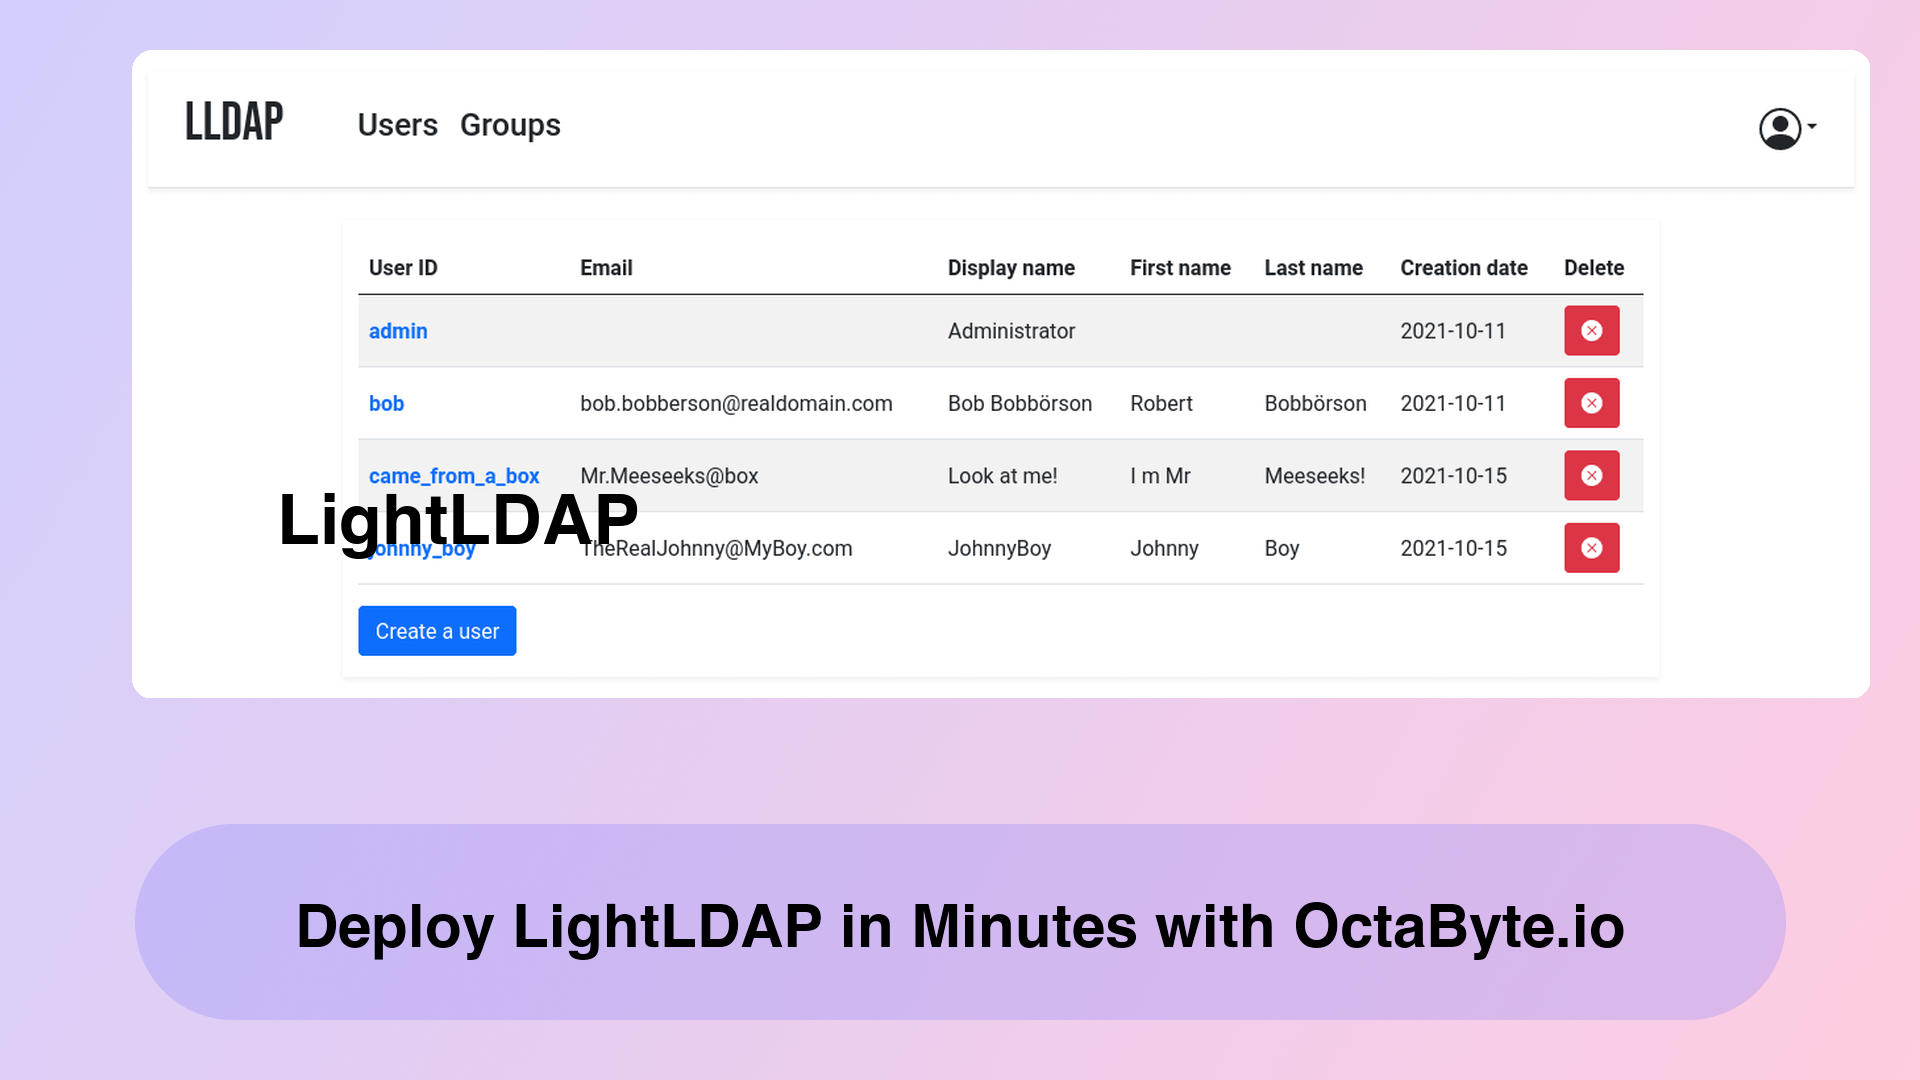 LLDAP Users Groups
User ID Email Display name First name Last name Creation date Delete
admin Administrator 2021-10-11
bob bob.bobberson@realdomain.com Bob Bobbörson Robert Bobbörson 2021-10-11
came_from_a_box Mr.Meeseeks@box Look at me! I m Mr Meeseeks! 2021-10-15
LightLDAP
johnny_boy TheRealJohnny@MyBoy.com JohnnyBoy Johnny Boy 2021-10-15
Create a user
Deploy LightLDAP in Minutes with OctaByte.io